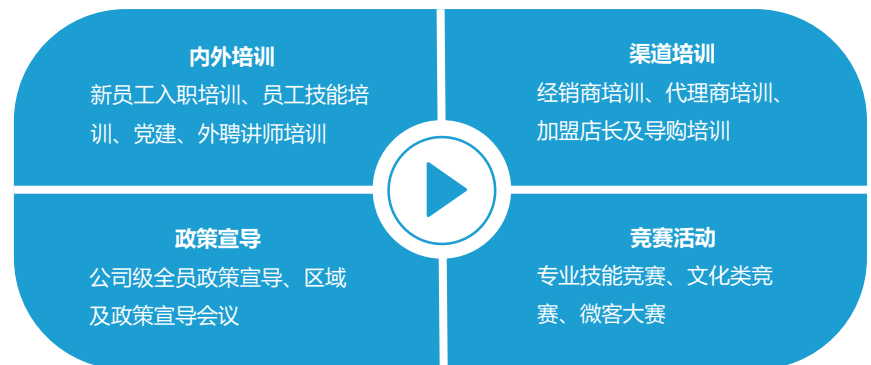 内外培训
新员工入职培训、员工技能培
训、党建、外聘讲师培训
渠道培训
经销商培训、代理商培训、
加盟店长及导购培训
政策宣导
公司级全员政策宣导、区域
及政策宣导会议
竞赛活动
专业技能竞赛、文化类竞
赛、微客大赛